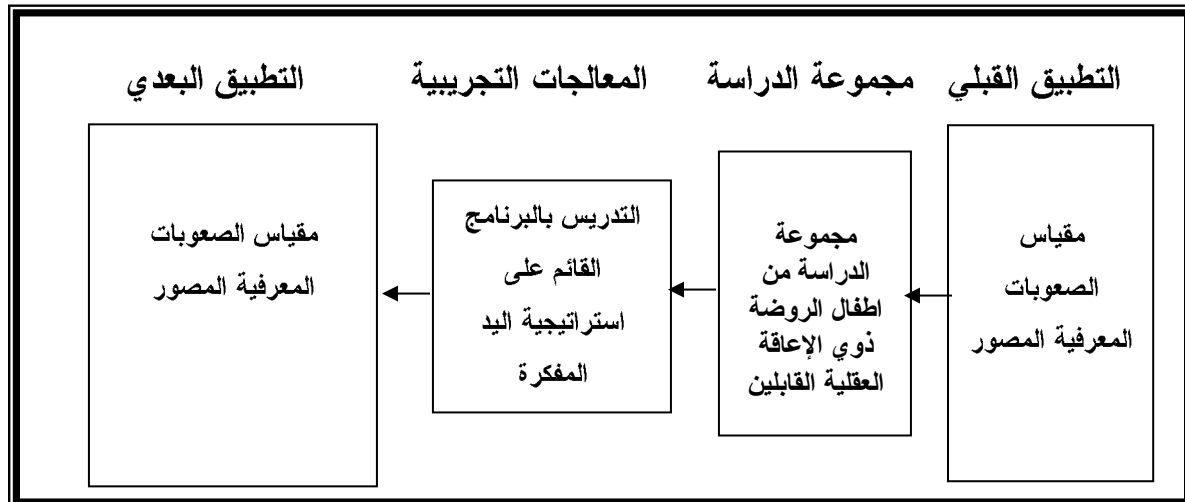 التطبيق القبلي
مجموعة الدراسة
المعالجات التجريبية
التطبيق البعدي
مقياس
الصعوبات
المعرفية المصور
مجموعة
الدراسة من
اطفال الروضة
ذوي الإعاقة
العقلية القابلين
التدريس بالبرنامج
القائم على
استراتيجية اليد
المفكرة
مقياس الصعوبات
المعرفية المصور